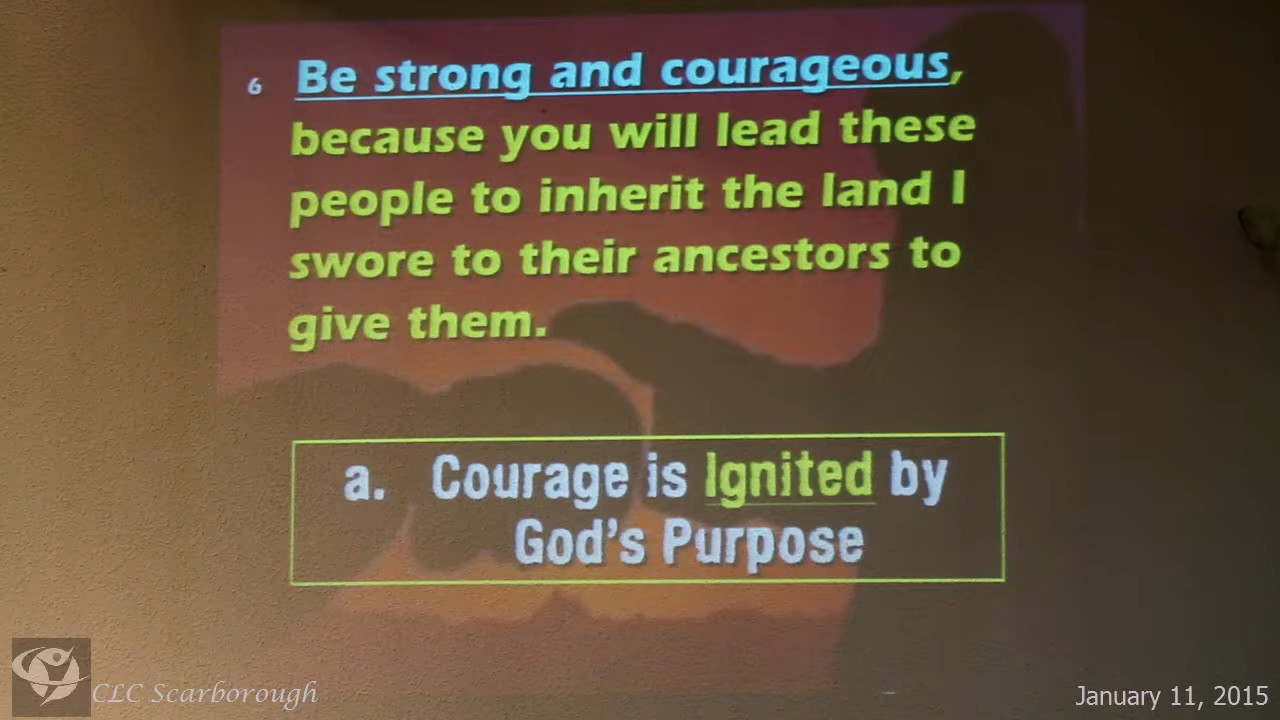 6 Be strong and courageous,
because you will lead these
people to inherit the land I
swore to their ancestors to
give them.
a. Courage is Ignited by
God's Purpose
CLC Scarborough
January 11, 2015